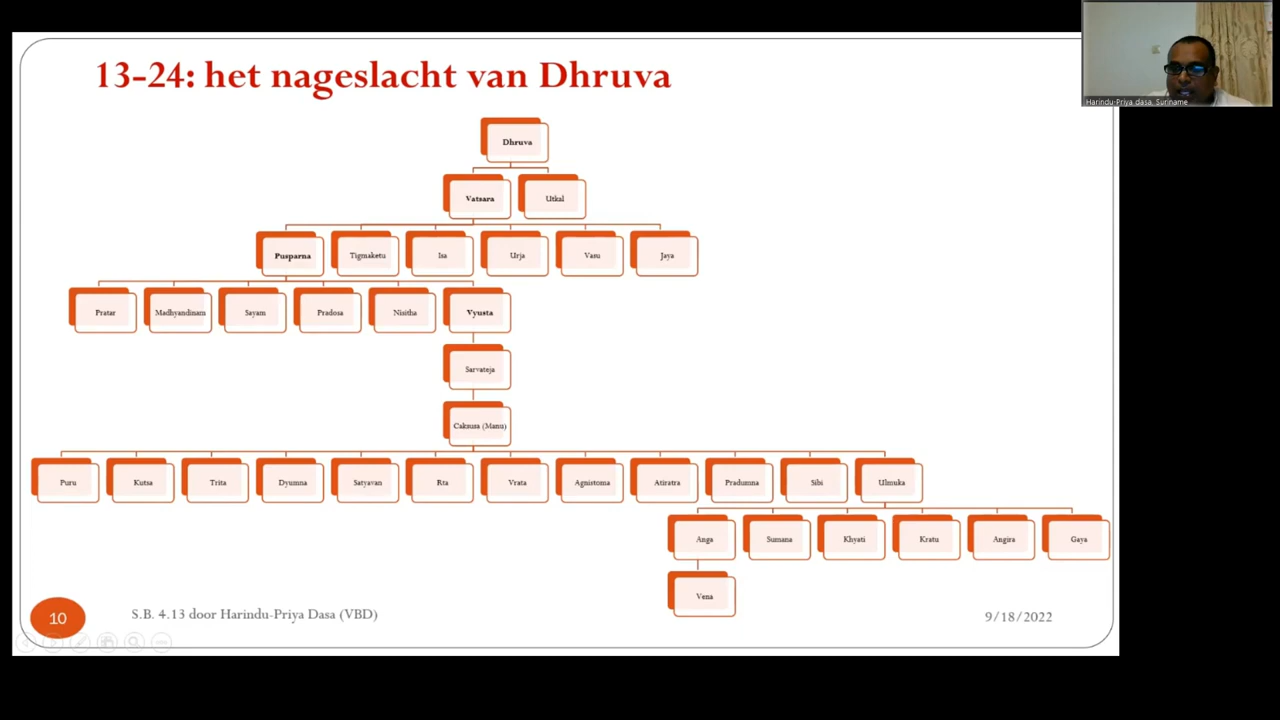 Harindu-Priya dasa, Suriname
13-24: het nageslacht van Dhruva
Dhruva
Vatsara
Utkal
Pusparna
Tigmaketu
Isa
Urja
Vasu
Jaya
Pratar
Madhyandinam
Sayam
Pradosa
Nisitha
Vyusta
Sarvateja
Caksusa (Manu)
Puru
Kutsa
Trita
Dyumna
Satyavan
Rta
Vrata
Agnistoma
Atiratra
Pradumna
Sibi
Ulmuka
Anga
Sumana
Khyati
Kratu
Angira
Gaya
Vena
10
S.B. 4.13 door Harindu-Priya Dasa (VBD)
9/18/2022